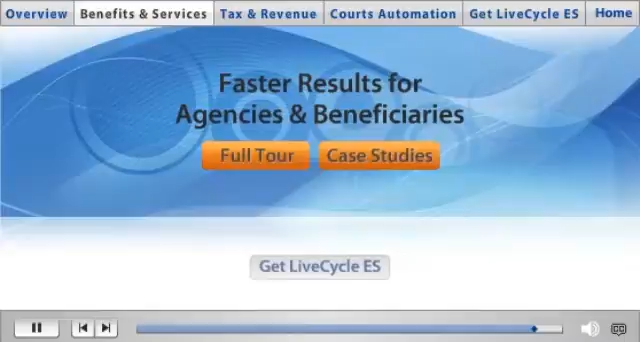 Overview Benefits & Services Tax & Revenue Courts Automation Get LiveCycle ES Home
Faster Results for
Agencies & Beneficiaries
Full Tour Case Studies
Get LiveCycle ES